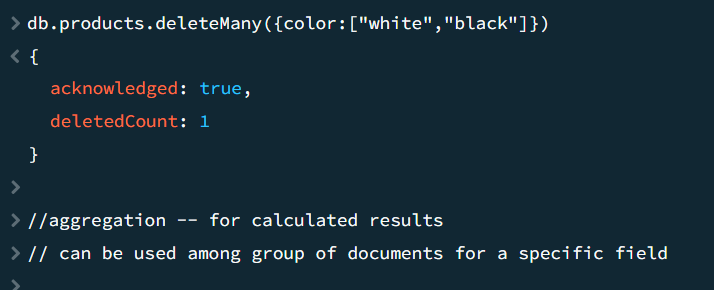 > db.products.deleteMany({color:["white","black"]})
< {
acknowledged: true,
deletedCount: 1
}
>
> //aggregation -- for calculated results
> // can be used among group of documents for a specific field
>